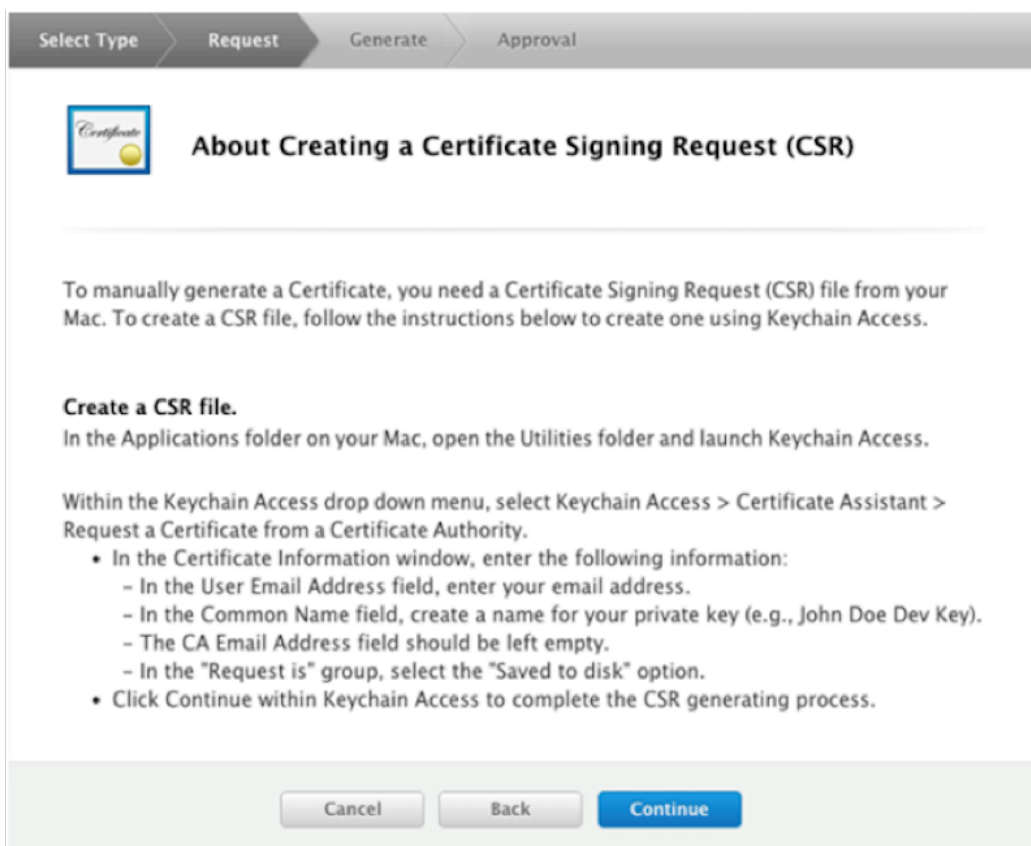 Select Type Request Generate Approval
Certificate
About Creating a Certificate Signing Request (CSR)
To manually generate a Certificate, you need a Certificate Signing Request (CSR) file from your
Mac. To create a CSR file, follow the instructions below to create one using Keychain Access.
Create a CSR file.
In the Applications folder on your Mac, open the Utilities folder and launch Keychain Access.
Within the Keychain Access drop down menu, select Keychain Access > Certificate Assistant >
Request a Certificate from a Certificate Authority.
• In the Certificate Information window, enter the following information:
– In the User Email Address field, enter your email address.
– In the Common Name field, create a name for your private key (e.g., John Doe Dev Key).
– The CA Email Address field should be left empty.
– In the "Request is" group, select the "Saved to disk" option.
• Click Continue within Keychain Access to complete the CSR generating process.
Cancel Back Continue